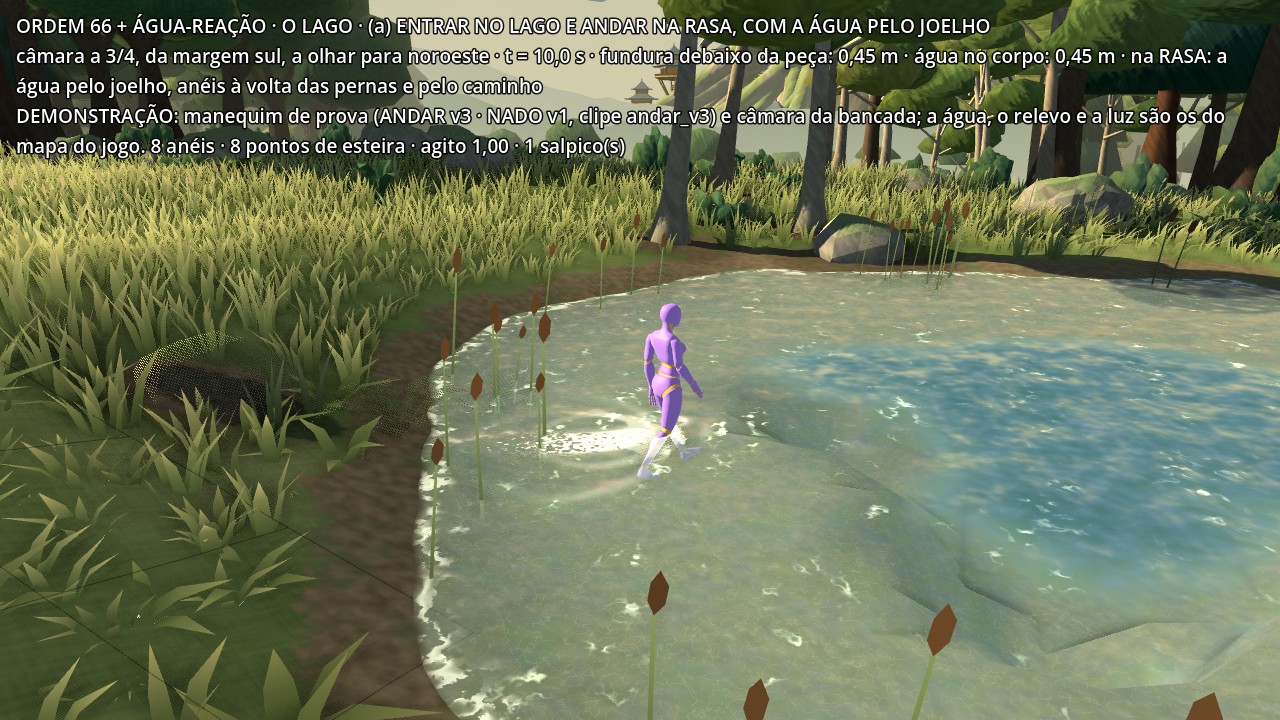 ORDEM 66 + ÁGUA-REAÇÃO · O LAGO · (a) ENTRAR NO LAGO E ANDAR NA RASA, COM A ÁGUA PELO JOELHO
câmara a 3/4, da margem sul, a olhar para noroeste · t = 10,0 s · fundura debaixo da peça: 0,45 m · água no corpo: 0,45 m · na RASA: a
água pelo joelho, anéis à volta das pernas e pelo caminho
DEMONSTRAÇÃO: manequim de prova (ANDAR v3 · NADO v1, clipe andar_v3) e câmara da bancada; a água, o relevo e a luz são os do
mapa do jogo. 8 anéis · 8 pontos de esteira · agito 1,00 · 1 salpico(s)